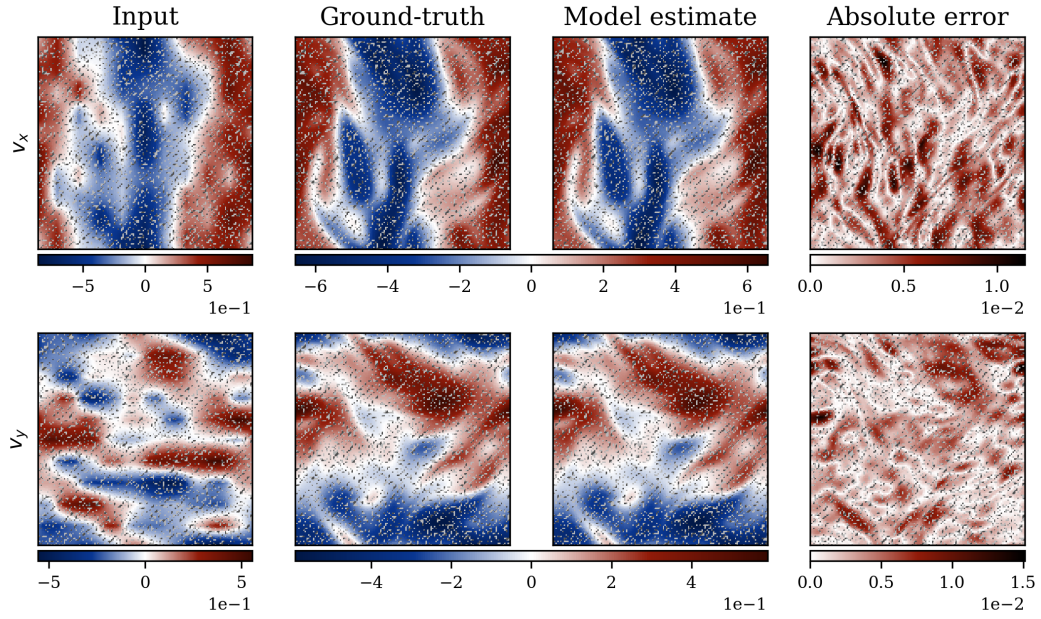 Input Ground-truth Model estimate Absolute error
vₓ
−5 0 5 −6 −4 −2 0 2 4 6 0.0 0.5 1.0
1e−1 1e−1 1e−2
v_y
−5 0 5 −4 −2 0 2 4 0.0 0.5 1.0 1.5
1e−1 1e−1 1e−2